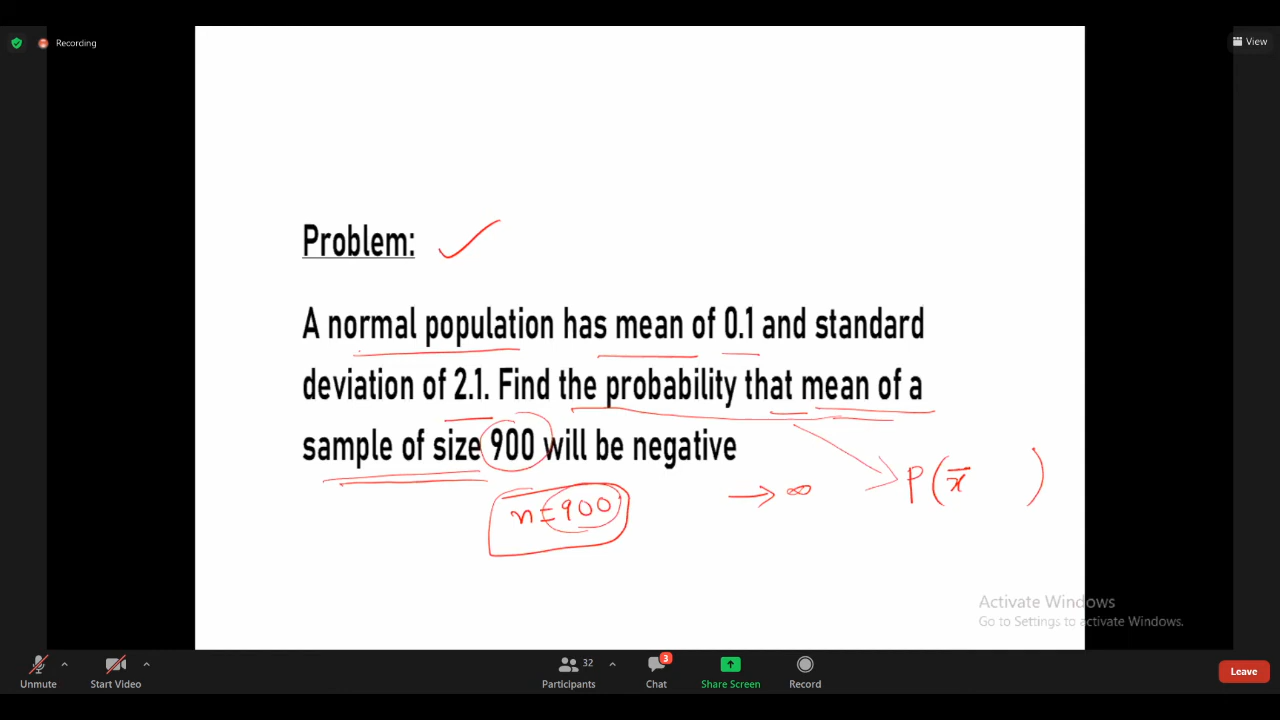 Recording
View
Problem:
A normal population has mean of 0.1 and standard
deviation of 2.1. Find the probability that mean of a
sample of size 900 will be negative
n = 900
→ ∞
P( x̄ )
Activate Windows
Go to Settings to activate Windows.
Unmute
Start Video
32
Participants
3
Chat
Share Screen
Record
Leave